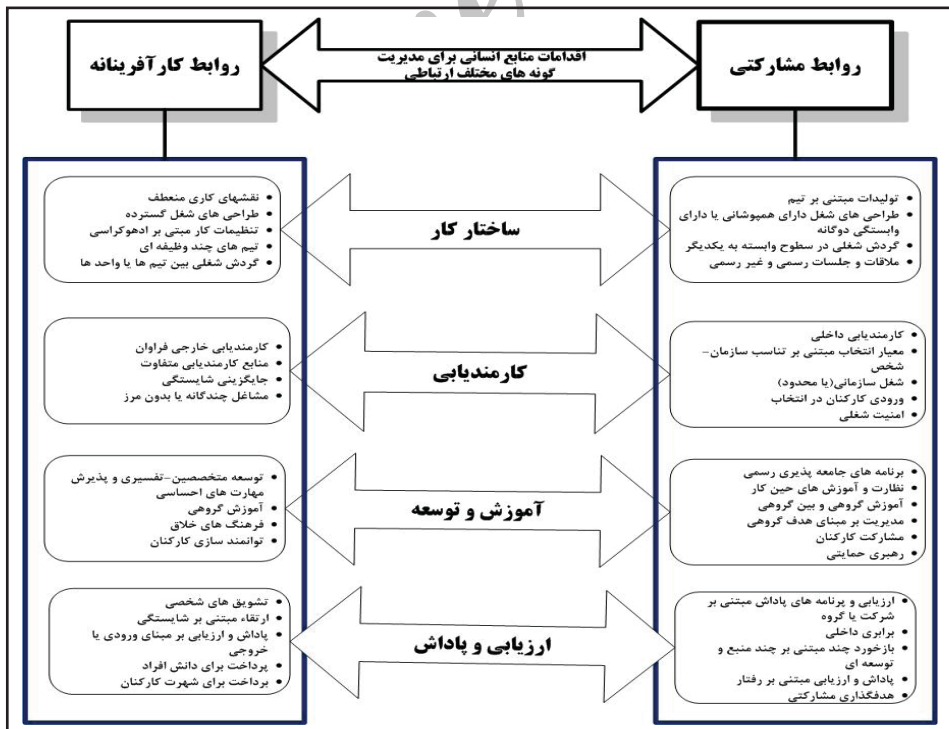 روابط مشارکتی
اقدامات منابع انسانی برای مدیریت
گونه های مختلف ارتباطی
روابط کارآفرینانه
• تولیدات مبتنی بر تیم
• طراحی های شغل دارای همپوشانی یا دارای
وابستگی دوگانه
• گردش شغلی در سطوح وابسته به یکدیگر
• ملاقات و جلسات رسمی و غیر رسمی
ساختار کار
• نقشهای کاری منعطف
• طراحی های شغل گسترده
• تنظیمات کار مبتی بر ادهوکراسی
• تیم های چند وظیفه ای
• گردش شغلی بین تیم ها یا واحد ها
• کارمندیابی داخلی
• معیار انتخاب مبتنی بر تناسب سازمان-
شخص
• شغل سازمانی(یا محدود)
• ورودی کارکنان در انتخاب
• امنیت شغلی
کارمندیابی
• کارمندیابی خارجی فراوان
• منابع کارمندیابی متفاوت
• جایگزینی شایستگی
• مشاغل چندگانه یا بدون مرز
• برنامه های جامعه پذیری رسمی
• نظارت و آموزش های حین کار
• آموزش گروهی و بین گروهی
• مدیریت بر مبنای هدف گروهی
• مشارکت کارکنان
• رهبری حمایتی
آموزش و توسعه
• توسعه متخصصین-تفسیری و پذیرش
مهارت های احساسی
• آموزش گروهی
• فرهنگ های خلاق
• توانمند سازی کارکنان
• ارزیابی و پرنامه های پاداش مبتنی بر
شرکت یا گروه
• برابری داخلی
• بازخورد چند مبتنی بر چند منبع و
توسعه ای
• پاداش و ارزیابی مبتنی بر رفتار
• هدفگذاری مشارکتی
ارزیابی و پاداش
• تشویق های شخصی
• ارتقاء مبتنی بر شایستگی
• پاداش و ارزیابی بر مبنای ورودی یا
خروجی
• پرداخت برای دانش افراد
• برداخت برای شهرت کارکنان